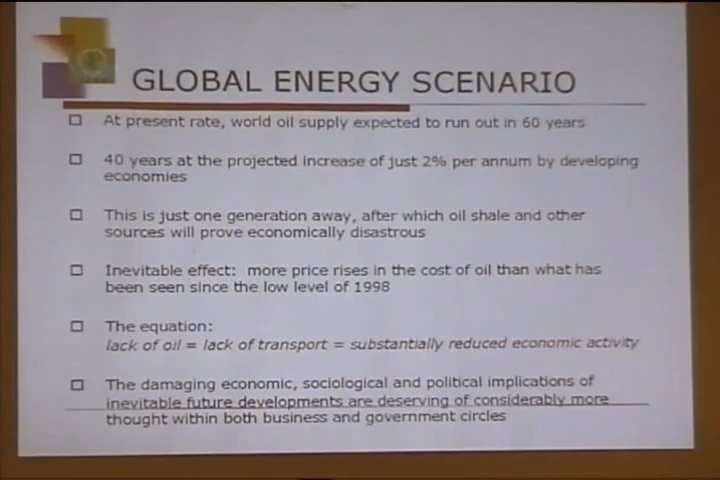 GLOBAL ENERGY SCENARIO
At present rate, world oil supply expected to run out in 60 years
40 years at the projected increase of just 2% per annum by developing
economies
This is just one generation away, after which oil shale and other
sources will prove economically disastrous
Inevitable effect: more price rises in the cost of oil than what has
been seen since the low level of 1998
The equation:
lack of oil = lack of transport = substantially reduced economic activity
The damaging economic, sociological and political implications of
inevitable future developments are deserving of considerably more
thought within both business and government circles